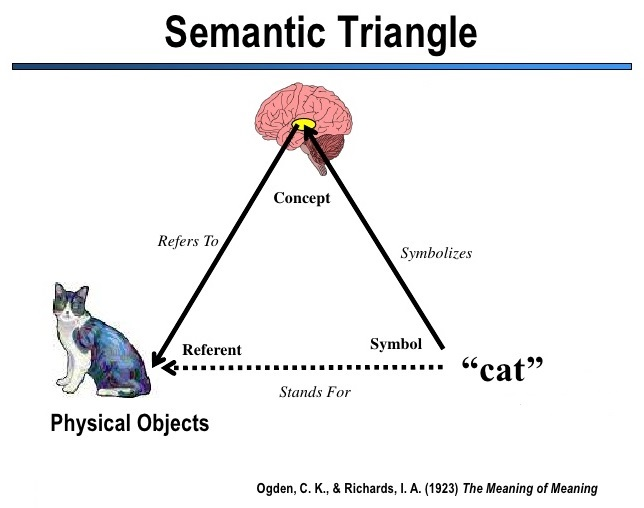 Semantic Triangle
Concept
Refers To
Symbolizes
Referent
Symbol
“cat”
Stands For
Physical Objects
Ogden, C. K., & Richards, I. A. (1923) The Meaning of Meaning